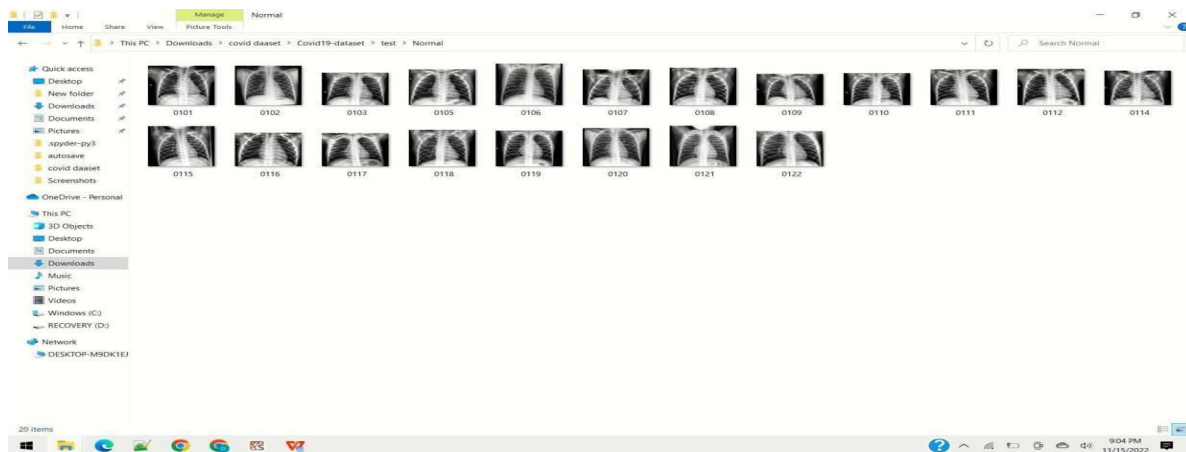 Manage Normal
File Home Share View Picture Tools
This PC > Downloads > covid daaset > Covid19-dataset > test > Normal
Search Normal
Quick access
Desktop
New folder
Downloads
Documents
Pictures
.spyder-py3
autosave
covid daaset
Screenshots
OneDrive - Personal
This PC
3D Objects
Desktop
Documents
Downloads
Music
Pictures
Videos
Windows (C:)
RECOVERY (D:)
Network
DESKTOP-M9DK1EJ
0101 0102 0103 0105 0106 0107 0108 0109 0110 0111 0112 0114
0115 0116 0117 0118 0119 0120 0121 0122
20 items
9:04 PM
11/15/2022